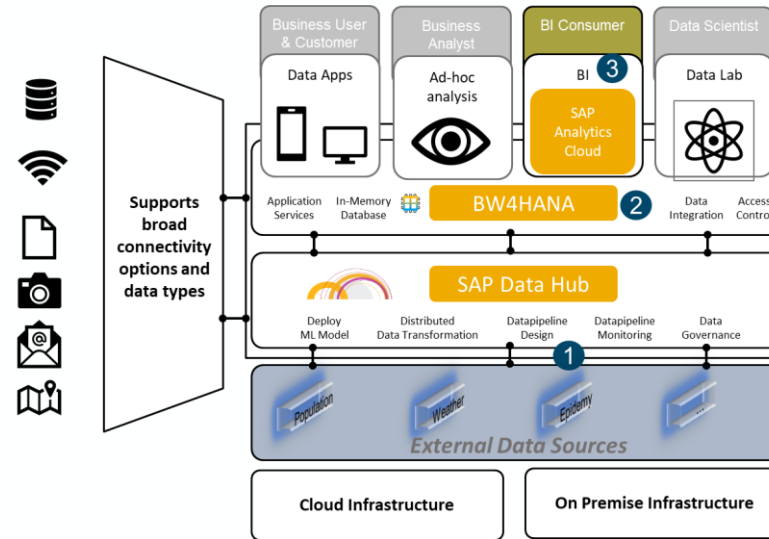 Business User
& Customer
Business
Analyst
BI Consumer
Data Scientist
Data Apps
Ad-hoc
analysis
BI
3
Data Lab
SAP
Analytics
Cloud
Supports
broad
connectivity
options and
data types
@
Application
Services
In-Memory
Database
BW4HANA
2
Data
Integration
Access
Control
SAP Data Hub
Deploy
ML Model
Distributed
Data Transformation
Datapipeline
Design
Datapipeline
Monitoring
Data
Governance
1
Population
Weather
Epidemy
...
External Data Sources
Cloud Infrastructure
On Premise Infrastructure